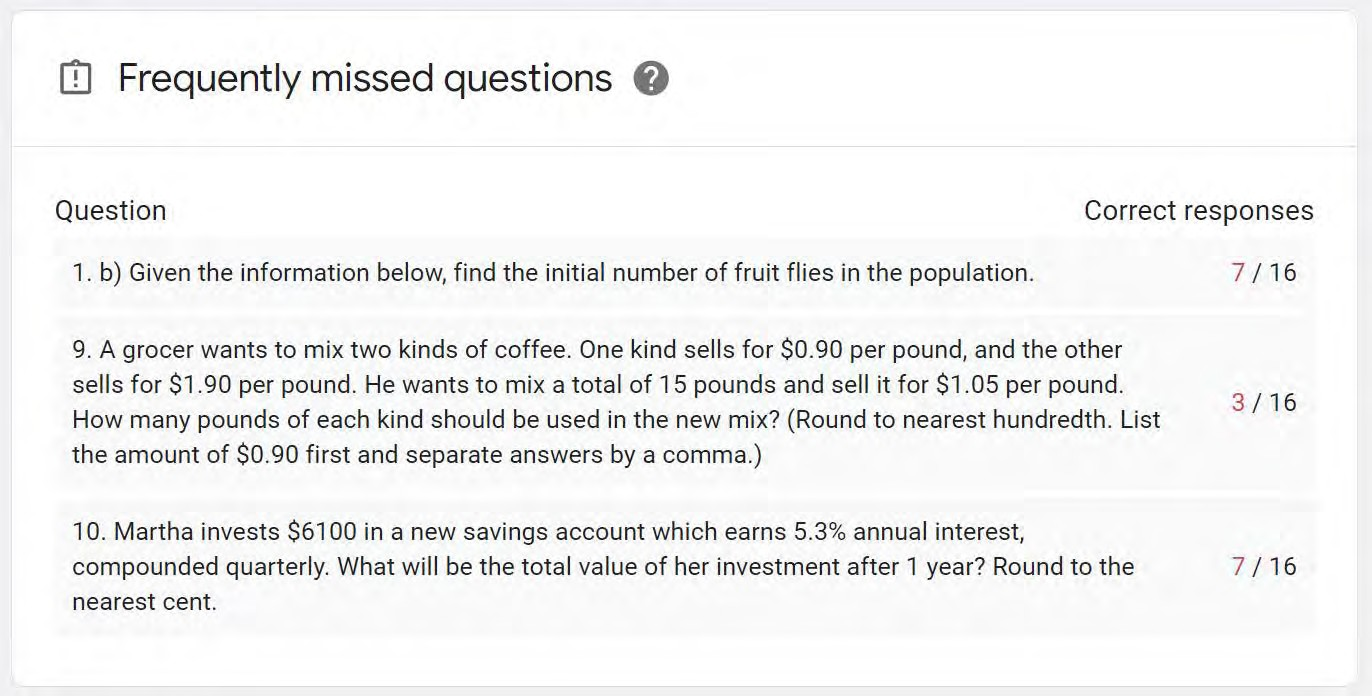 Frequently missed questions
Question Correct responses
1. b) Given the information below, find the initial number of fruit flies in the population. 7 / 16
9. A grocer wants to mix two kinds of coffee. One kind sells for $0.90 per pound, and the other
sells for $1.90 per pound. He wants to mix a total of 15 pounds and sell it for $1.05 per pound.
3 / 16
How many pounds of each kind should be used in the new mix? (Round to nearest hundredth. List
the amount of $0.90 first and separate answers by a comma.)
10. Martha invests $6100 in a new savings account which earns 5.3% annual interest,
compounded quarterly. What will be the total value of her investment after 1 year? Round to the 7 / 16
nearest cent.